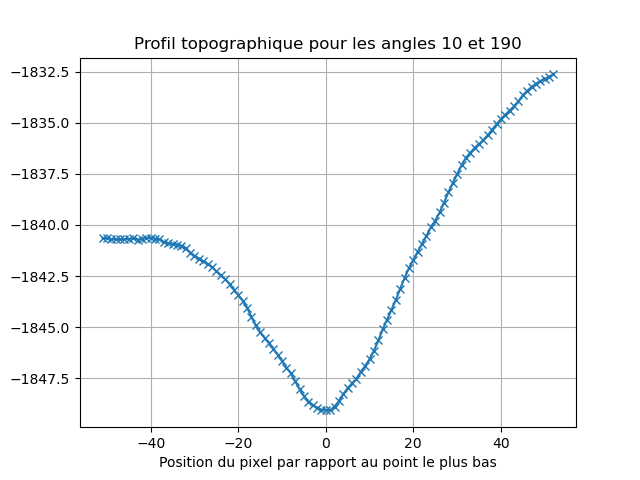 Profil topographique pour les angles 10 et 190
−1832.5
−1835.0
−1837.5
−1840.0
−1842.5
−1845.0
−1847.5
−40 −20 0 20 40
Position du pixel par rapport au point le plus bas